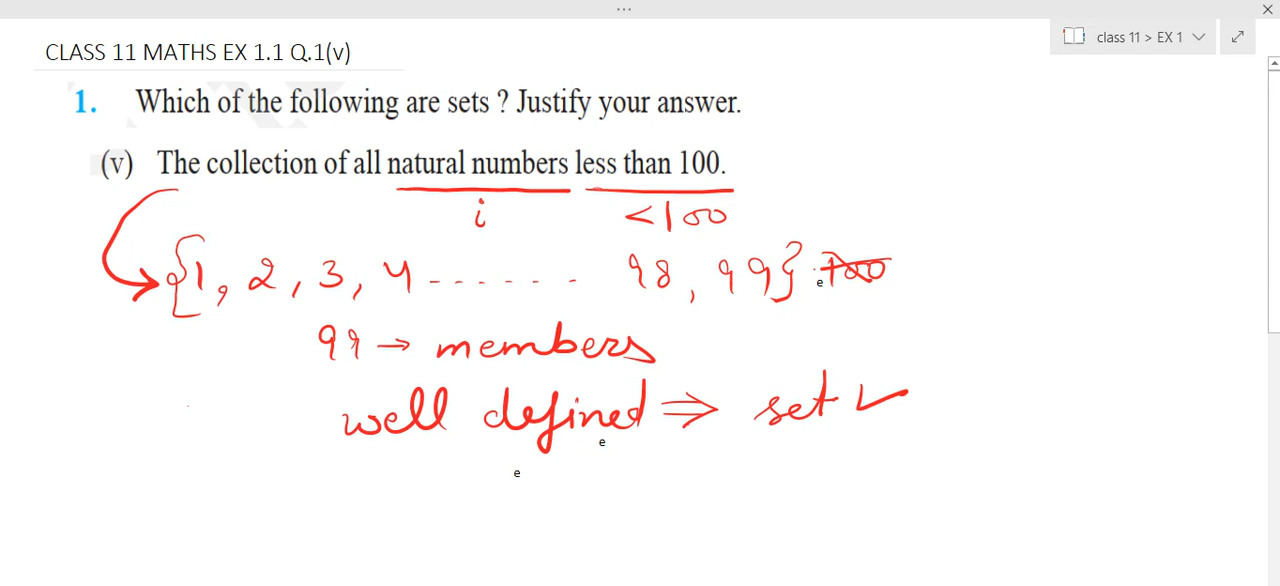 CLASS 11 MATHS EX 1.1 Q.1(v)
class 11 > EX 1
1. Which of the following are sets ? Justify your answer.
(v) The collection of all natural numbers less than 100.
i <100
{1, 2, 3, 4 - - - - - - 98, 99} 100
e
99 → members
well defined ⇒ set ✓
e
e